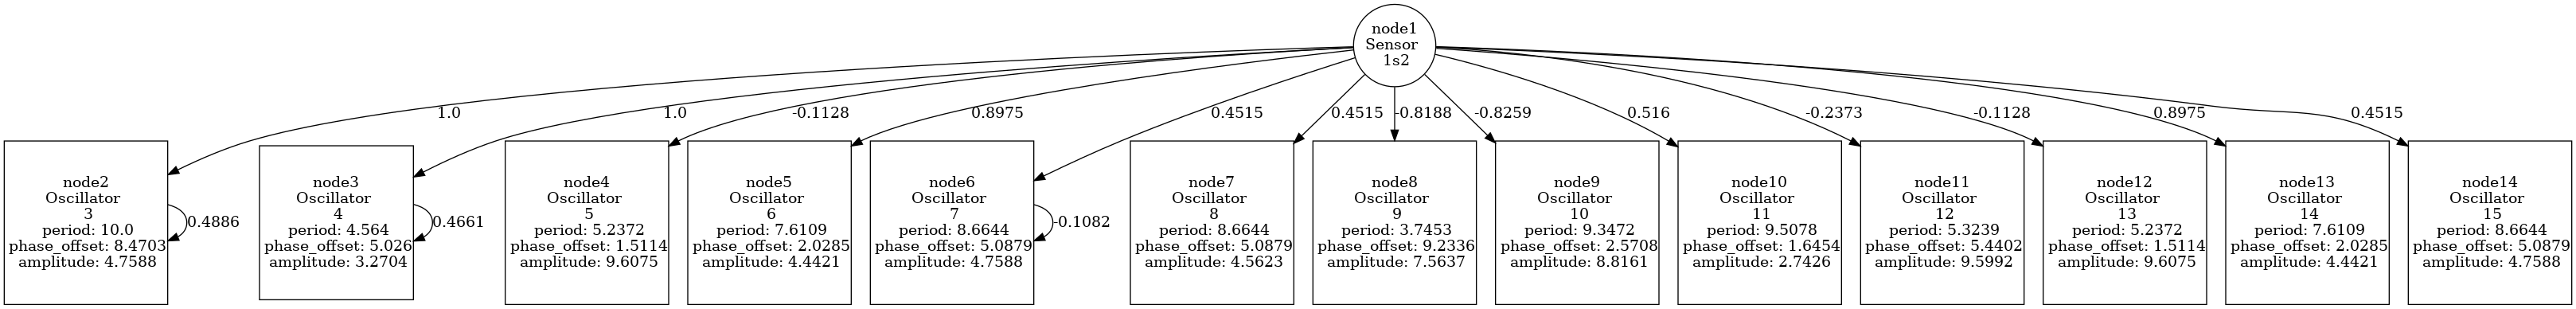 node1
Sensor
1s2
1.0
1.0
-0.1128
0.8975
0.4515
0.4515
-0.8188
-0.8259
0.516
-0.2373
-0.1128
0.8975
0.4515
node2
Oscillator
3
period: 10.0
phase_offset: 8.4703
amplitude: 4.7588
0.4886
node3
Oscillator
4
period: 4.564
phase_offset: 5.026
amplitude: 3.2704
0.4661
node4
Oscillator
5
period: 5.2372
phase_offset: 1.5114
amplitude: 9.6075
node5
Oscillator
6
period: 7.6109
phase_offset: 2.0285
amplitude: 4.4421
node6
Oscillator
7
period: 8.6644
phase_offset: 5.0879
amplitude: 4.7588
-0.1082
node7
Oscillator
8
period: 8.6644
phase_offset: 5.0879
amplitude: 4.5623
node8
Oscillator
9
period: 3.7453
phase_offset: 9.2336
amplitude: 7.5637
node9
Oscillator
10
period: 9.3472
phase_offset: 2.5708
amplitude: 8.8161
node10
Oscillator
11
period: 9.5078
phase_offset: 1.6454
amplitude: 2.7426
node11
Oscillator
12
period: 5.3239
phase_offset: 5.4402
amplitude: 9.5992
node12
Oscillator
13
period: 5.2372
phase_offset: 1.5114
amplitude: 9.6075
node13
Oscillator
14
period: 7.6109
phase_offset: 2.0285
amplitude: 4.4421
node14
Oscillator
15
period: 8.6644
phase_offset: 5.0879
amplitude: 4.7588